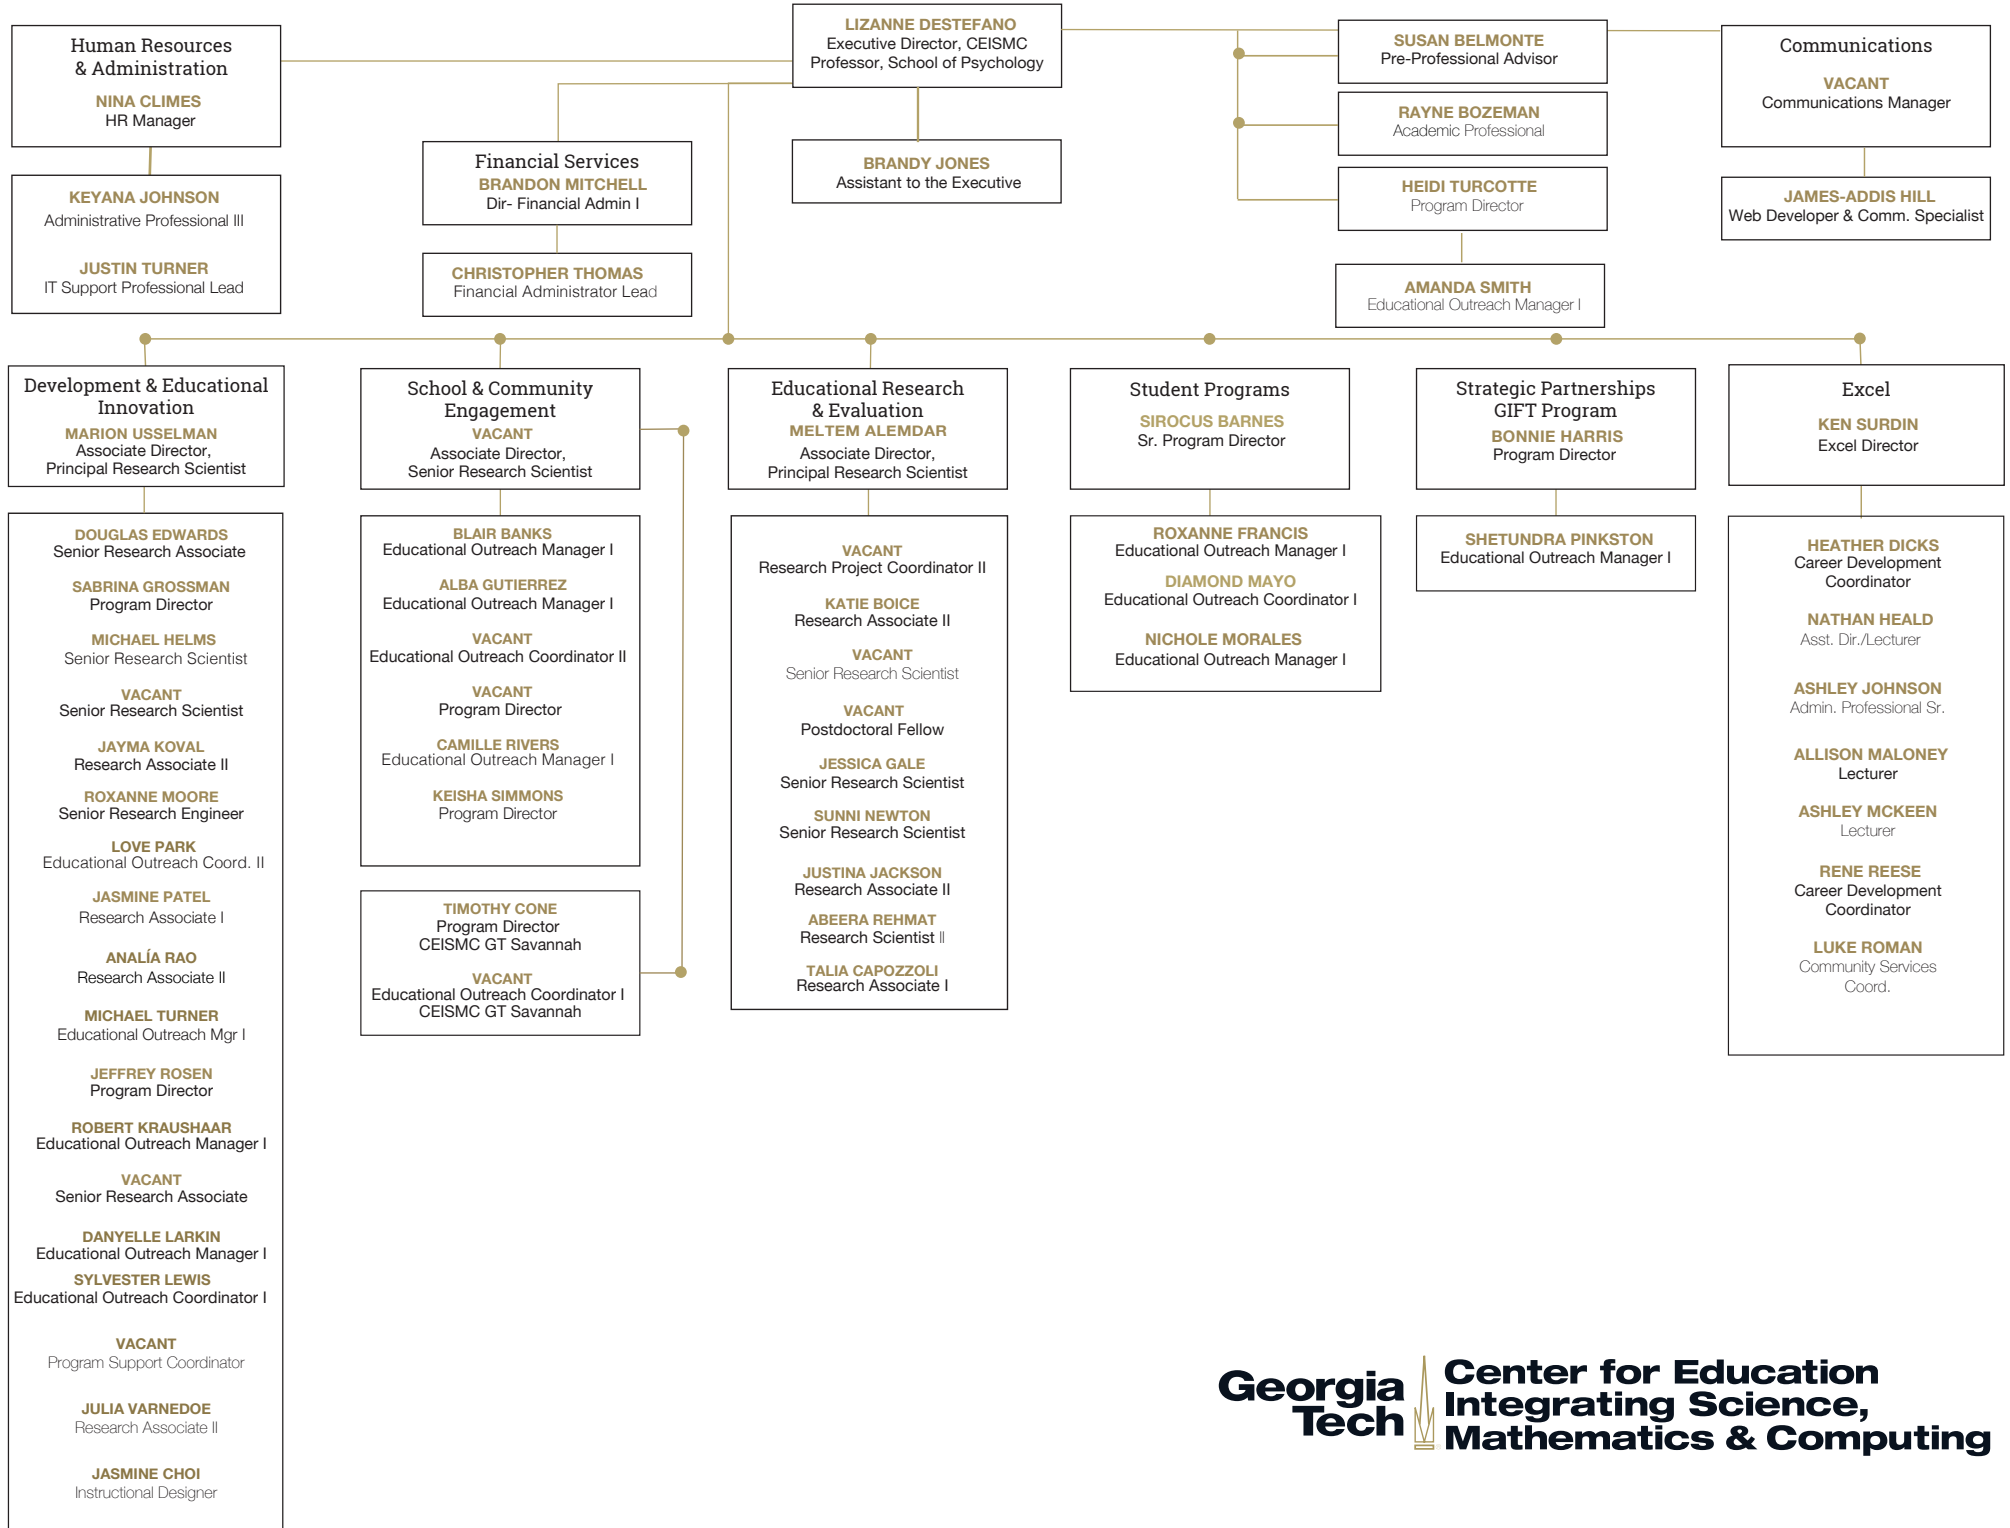 LIZANNE DESTEFANO
Executive Director, CEISMC
Professor, School of Psychology
Human Resources
& Administration
NINA CLIMES
HR Manager
KEYANA JOHNSON
Administrative Professional III
JUSTIN TURNER
IT Support Professional Lead
Financial Services
BRANDON MITCHELL
Dir- Financial Admin I
CHRISTOPHER THOMAS
Financial Administrator Lead
BRANDY JONES
Assistant to the Executive
SUSAN BELMONTE
Pre-Professional Advisor
RAYNE BOZEMAN
Academic Professional
HEIDI TURCOTTE
Program Director
AMANDA SMITH
Educational Outreach Manager I
Communications
VACANT
Communications Manager
JAMES-ADDIS HILL
Web Developer & Comm. Specialist
Development & Educational
Innovation
MARION USSELMAN
Associate Director,
Principal Research Scientist
DOUGLAS EDWARDS
Senior Research Associate
SABRINA GROSSMAN
Program Director
MICHAEL HELMS
Senior Research Scientist
VACANT
Senior Research Scientist
JAYMA KOVAL
Research Associate II
ROXANNE MOORE
Senior Research Engineer
LOVE PARK
Educational Outreach Coord. II
JASMINE PATEL
Research Associate I
ANALÍA RAO
Research Associate II
MICHAEL TURNER
Educational Outreach Mgr I
JEFFREY ROSEN
Program Director
ROBERT KRAUSHAAR
Educational Outreach Manager I
VACANT
Senior Research Associate
DANYELLE LARKIN
Educational Outreach Manager I
SYLVESTER LEWIS
Educational Outreach Coordinator I
VACANT
Program Support Coordinator
JULIA VARNEDOE
Research Associate II
JASMINE CHOI
Instructional Designer
School & Community
Engagement
VACANT
Associate Director,
Senior Research Scientist
BLAIR BANKS
Educational Outreach Manager I
ALBA GUTIERREZ
Educational Outreach Manager I
VACANT
Educational Outreach Coordinator II
VACANT
Program Director
CAMILLE RIVERS
Educational Outreach Manager I
KEISHA SIMMONS
Program Director
TIMOTHY CONE
Program Director
CEISMC GT Savannah
VACANT
Educational Outreach Coordinator I
CEISMC GT Savannah
Educational Research
& Evaluation
MELTEM ALEMDAR
Associate Director,
Principal Research Scientist
VACANT
Research Project Coordinator II
KATIE BOICE
Research Associate II
VACANT
Senior Research Scientist
VACANT
Postdoctoral Fellow
JESSICA GALE
Senior Research Scientist
SUNNI NEWTON
Senior Research Scientist
JUSTINA JACKSON
Research Associate II
ABEERA REHMAT
Research Scientist II
TALIA CAPOZZOLI
Research Associate I
Student Programs
SIROCUS BARNES
Sr. Program Director
ROXANNE FRANCIS
Educational Outreach Manager I
DIAMOND MAYO
Educational Outreach Coordinator I
NICHOLE MORALES
Educational Outreach Manager I
Strategic Partnerships
GIFT Program
BONNIE HARRIS
Program Director
SHETUNDRA PINKSTON
Educational Outreach Manager I
Excel
KEN SURDIN
Excel Director
HEATHER DICKS
Career Development
Coordinator
NATHAN HEALD
Asst. Dir./Lecturer
ASHLEY JOHNSON
Admin. Professional Sr.
ALLISON MALONEY
Lecturer
ASHLEY MCKEEN
Lecturer
RENE REESE
Career Development
Coordinator
LUKE ROMAN
Community Services
Coord.
Georgia
Tech
Center for Education
Integrating Science,
Mathematics & Computing